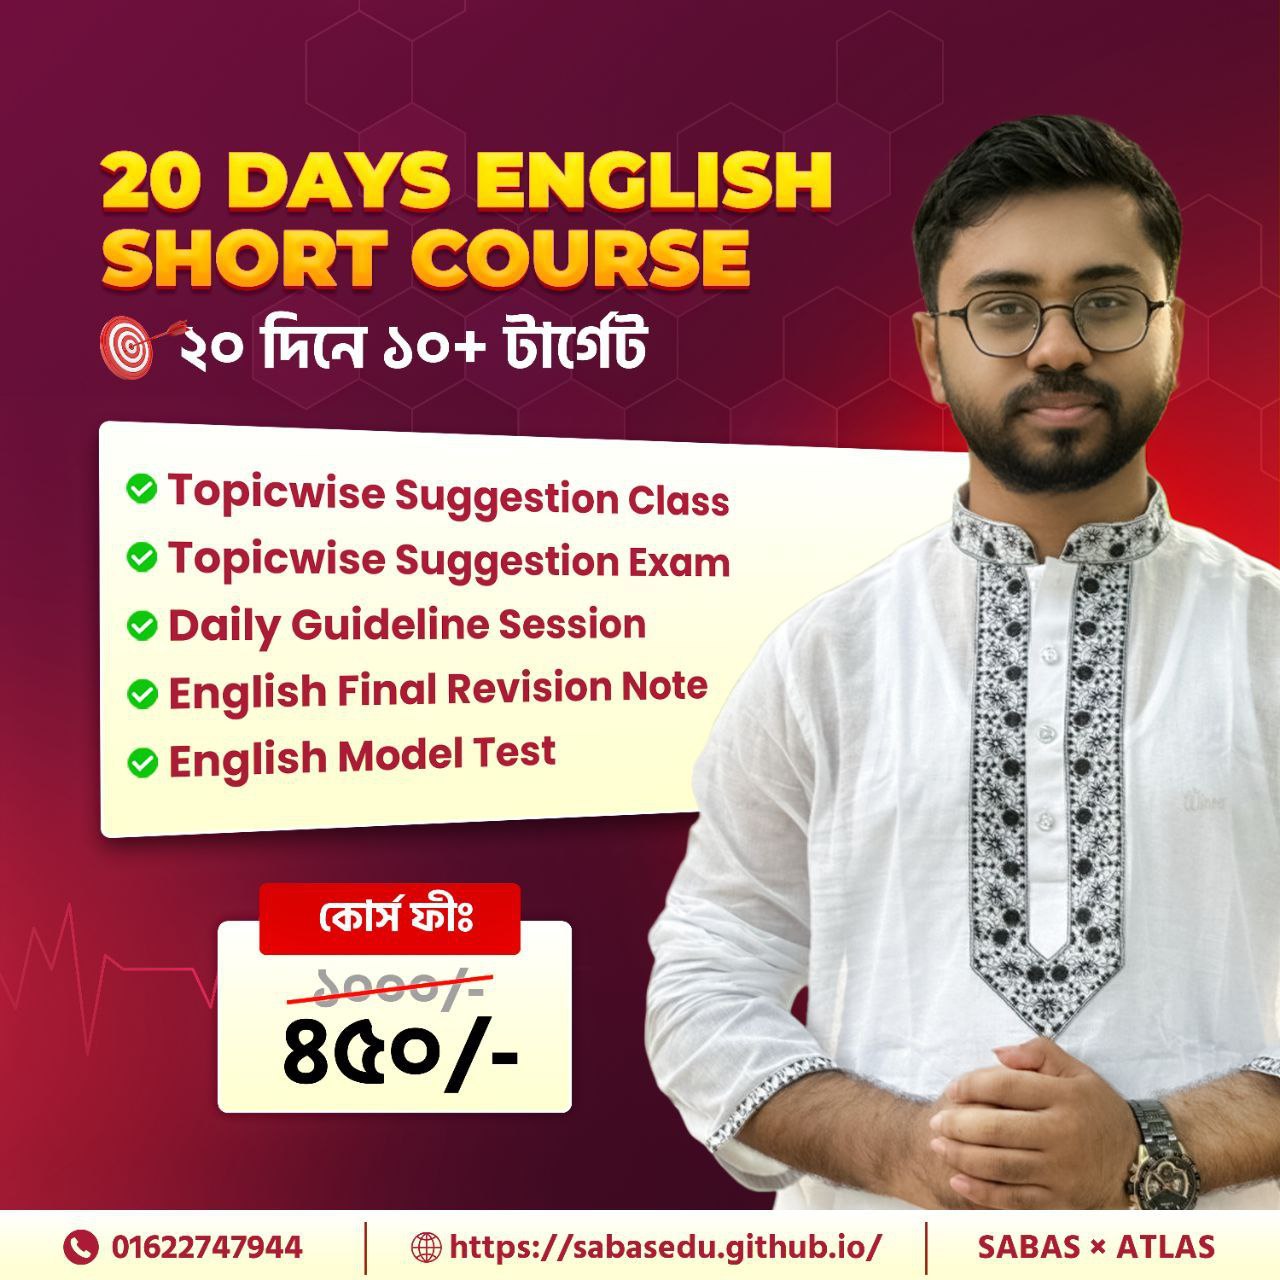 20 DAYS ENGLISH
SHORT COURSE
২০ দিনে ১০+ টার্গেট
Topicwise Suggestion Class
Topicwise Suggestion Exam
Daily Guideline Session
English Final Revision Note
English Model Test
কোর্স ফীঃ
১০০০/-
৪৫০/-
01622747944
https://sabasedu.github.io/
SABAS × ATLAS